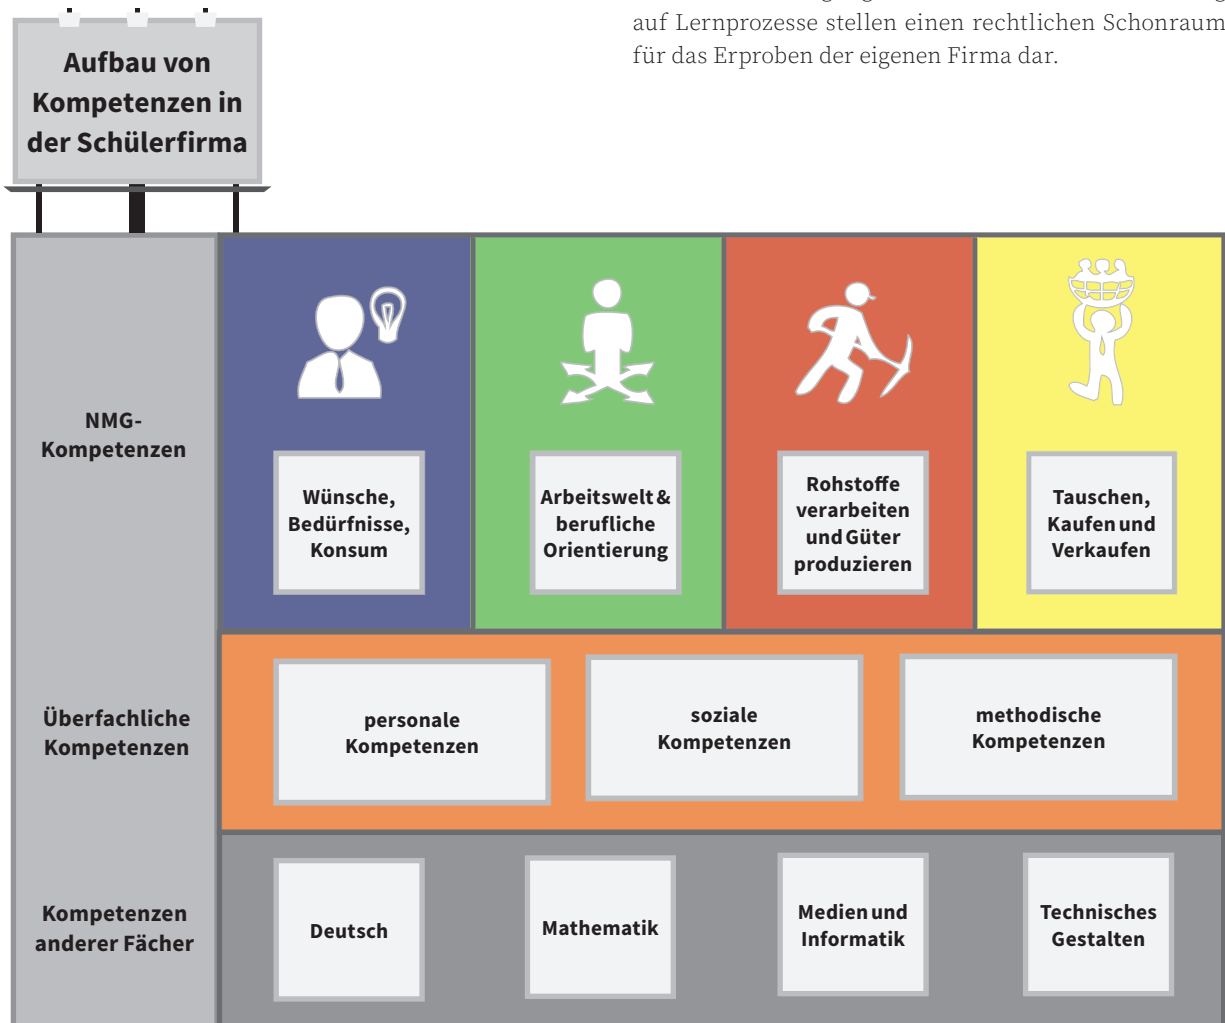 auf Lernprozesse stellen einen rechtlichen Schonraum
für das Erproben der eigenen Firma dar.
Aufbau von
Kompetenzen in
der Schülerfirma
NMG-
Kompetenzen
Wünsche,
Bedürfnisse,
Konsum
Arbeitswelt &
berufliche
Orientierung
Rohstoffe
verarbeiten
und Güter
produzieren
Tauschen,
Kaufen und
Verkaufen
Überfachliche
Kompetenzen
personale
Kompetenzen
soziale
Kompetenzen
methodische
Kompetenzen
Kompetenzen
anderer Fächer
Deutsch
Mathematik
Medien und
Informatik
Technisches
Gestalten